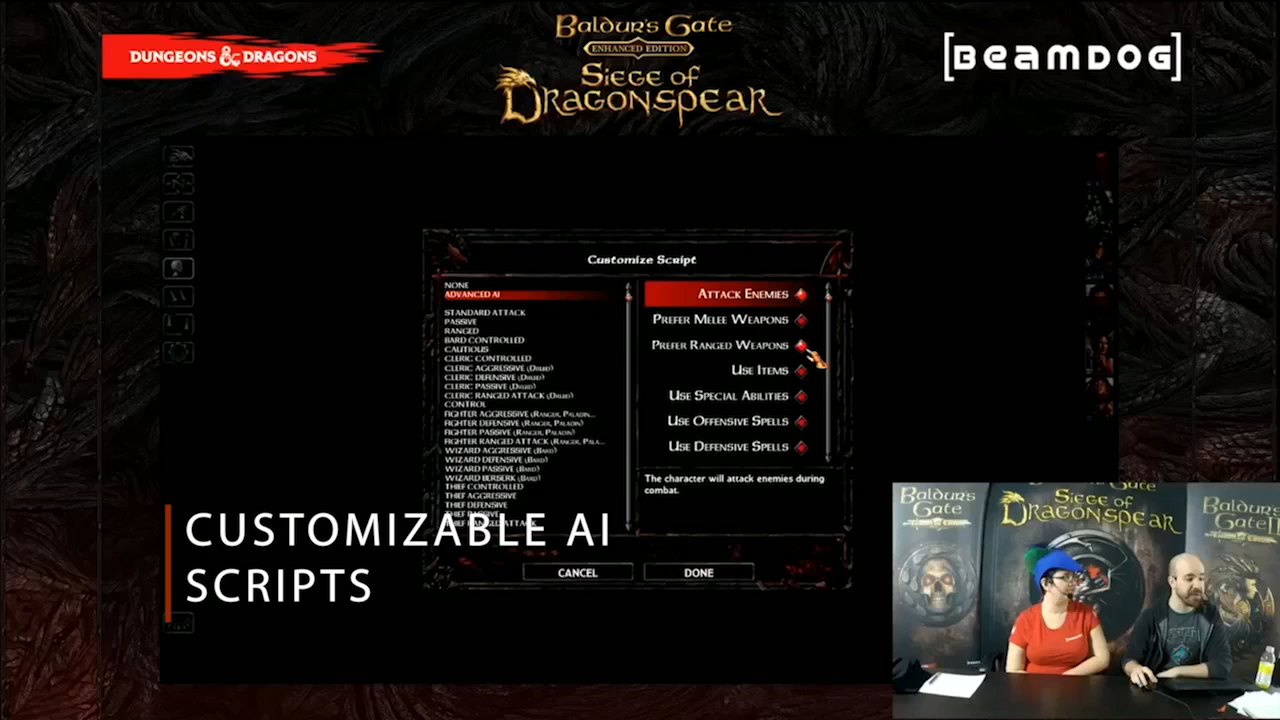 BALDUR'S GATE
ENHANCED EDITION
SIEGE OF
DRAGONSPEAR
DUNGEONS & DRAGONS
[BEAMDOG]
Customize Script
NONE
ADVANCED AI
STANDARD ATTACK
PASSIVE
RANGED
BARD CONTROLLED
CAUTIOUS
CLERIC CONTROLLED
CLERIC AGGRESSIVE (DRUID)
CLERIC DEFENSIVE (DRUID)
CLERIC PASSIVE (DRUID)
CLERIC RANGED ATTACK (DRUID)
CONTROL
FIGHTER AGGRESSIVE (RANGER, PALADIN...
FIGHTER DEFENSIVE (RANGER, PALADIN)
FIGHTER PASSIVE (RANGER, PALADIN)
FIGHTER RANGED ATTACK (RANGER, PALA...
WIZARD AGGRESSIVE (BARD)
WIZARD DEFENSIVE (BARD)
WIZARD PASSIVE (BARD)
WIZARD BERSERK (BARD)
THIEF CONTROLLED
THIEF AGGRESSIVE
THIEF DEFENSIVE
THIEF PASSIVE
THIEF RANGED ATTACK
ATTACK ENEMIES
PREFER MELEE WEAPONS
PREFER RANGED WEAPONS
USE ITEMS
USE SPECIAL ABILITIES
USE OFFENSIVE SPELLS
USE DEFENSIVE SPELLS
The character will attack enemies during
combat.
CANCEL
DONE
CUSTOMIZABLE AI
SCRIPTS
BALDUR'S
GATE
SIEGE OF
DRAGONSPEAR
BALDUR'S
GATE II